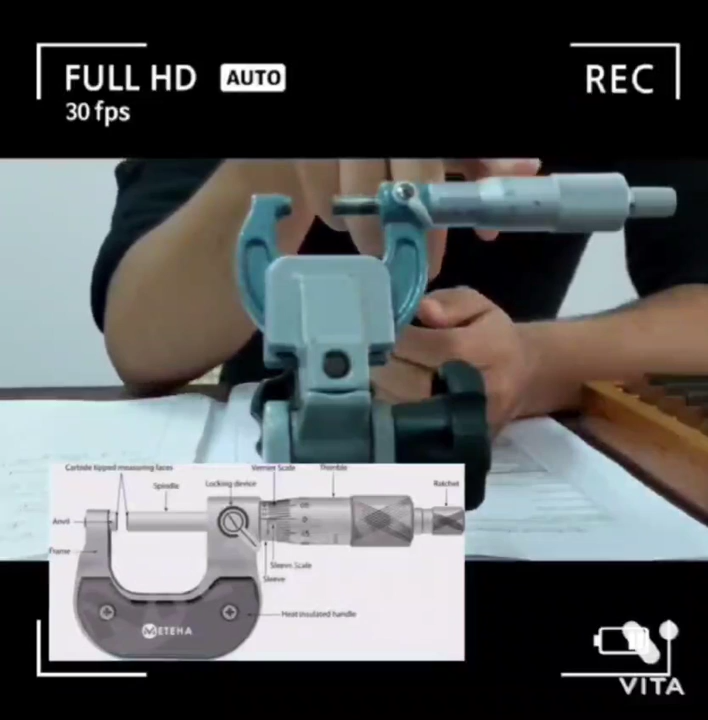 FULL HD AUTO
REC
30 fps
Carbide tipped measuring faces
Vernier Scale
Thimble
Spindle
Locking device
Ratchet
Anvil
Frame
Sleeve Scale
Sleeve
Heat insulated handle
METEHA
VITA